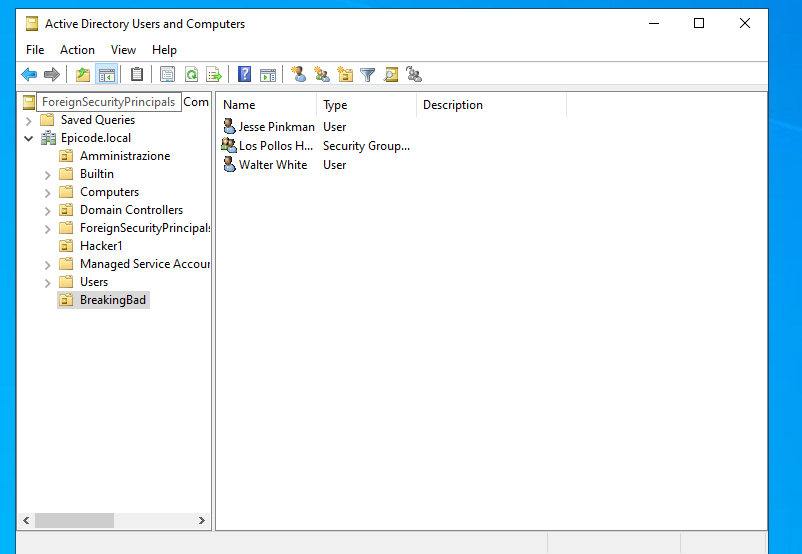 Active Directory Users and Computers
File Action View Help
ForeignSecurityPrincipals Com
Saved Queries
Epicode.local
Amministrazione
Builtin
Computers
Domain Controllers
ForeignSecurityPrincipals
Hacker1
Managed Service Accour
Users
BreakingBad
Name Type Description
Jesse Pinkman User
Los Pollos H... Security Group...
Walter White User